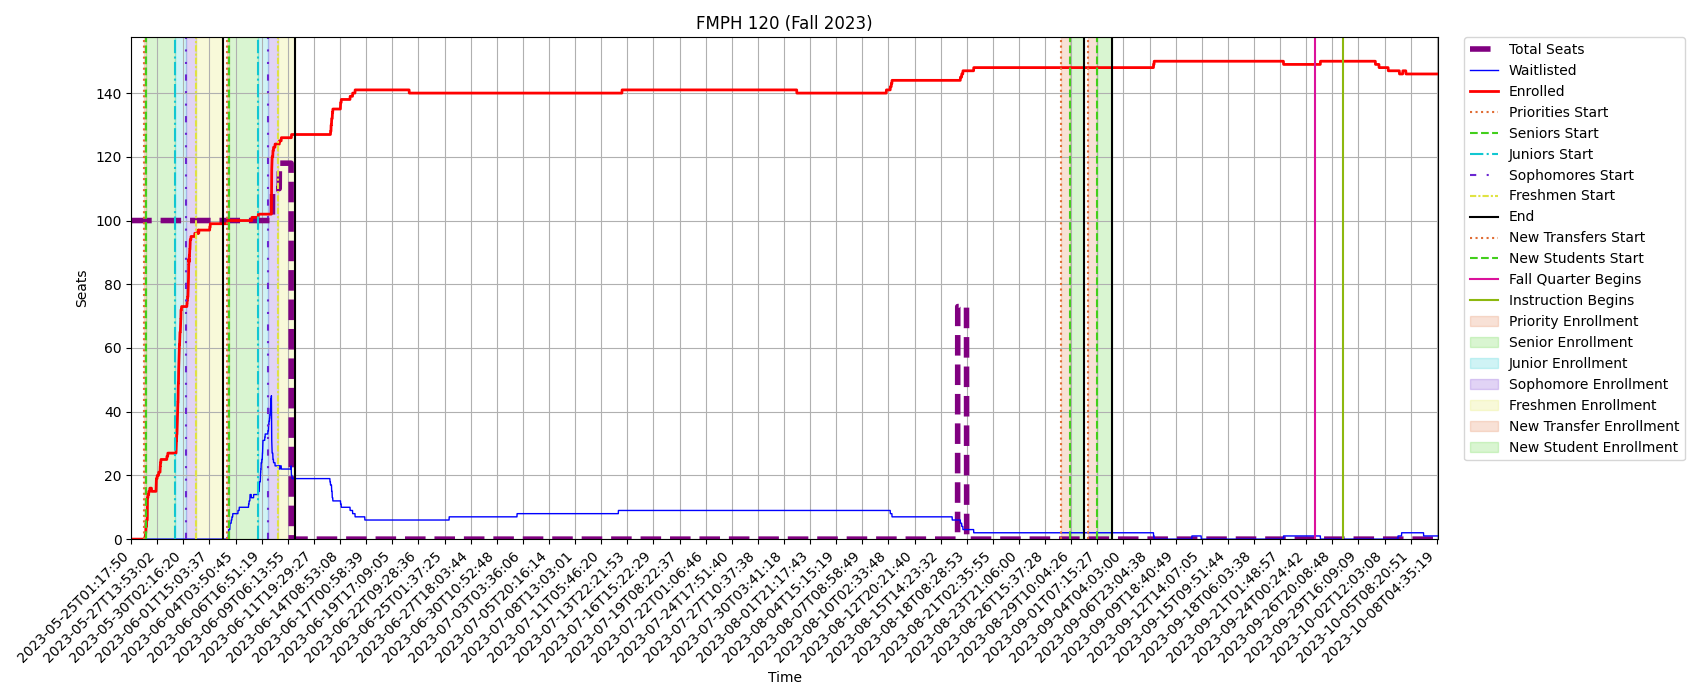 FMPH 120 (Fall 2023)
Seats
140
120
100
80
60
40
20
0
2023-05-25T01:17:50
2023-05-27T13:53:02
2023-05-30T02:16:20
2023-06-01T15:03:37
2023-06-04T03:50:45
2023-06-06T16:51:19
2023-06-09T06:13:55
2023-06-11T19:29:27
2023-06-14T08:53:08
2023-06-17T00:58:39
2023-06-19T17:09:05
2023-06-22T09:28:36
2023-06-25T01:37:25
2023-06-27T18:03:44
2023-06-30T10:52:48
2023-07-03T03:36:06
2023-07-05T20:16:14
2023-07-08T13:03:01
2023-07-11T05:46:20
2023-07-13T22:21:53
2023-07-16T15:22:29
2023-07-19T08:22:37
2023-07-22T01:06:46
2023-07-24T17:51:40
2023-07-27T10:37:38
2023-07-30T03:41:18
2023-08-01T21:17:43
2023-08-04T15:15:19
2023-08-07T08:58:49
2023-08-10T02:33:48
2023-08-12T20:21:40
2023-08-15T14:23:32
2023-08-18T08:28:53
2023-08-21T02:35:55
2023-08-23T21:06:00
2023-08-26T15:37:28
2023-08-29T10:04:26
2023-09-01T07:15:27
2023-09-04T04:03:00
2023-09-06T23:04:38
2023-09-09T18:40:49
2023-09-12T14:07:05
2023-09-15T09:51:44
2023-09-18T06:03:38
2023-09-21T01:48:57
2023-09-24T00:24:42
2023-09-26T20:08:48
2023-09-29T16:09:09
2023-10-02T12:03:08
2023-10-05T08:20:51
2023-10-08T04:35:19
Time
Total Seats
Waitlisted
Enrolled
Priorities Start
Seniors Start
Juniors Start
Sophomores Start
Freshmen Start
End
New Transfers Start
New Students Start
Fall Quarter Begins
Instruction Begins
Priority Enrollment
Senior Enrollment
Junior Enrollment
Sophomore Enrollment
Freshmen Enrollment
New Transfer Enrollment
New Student Enrollment